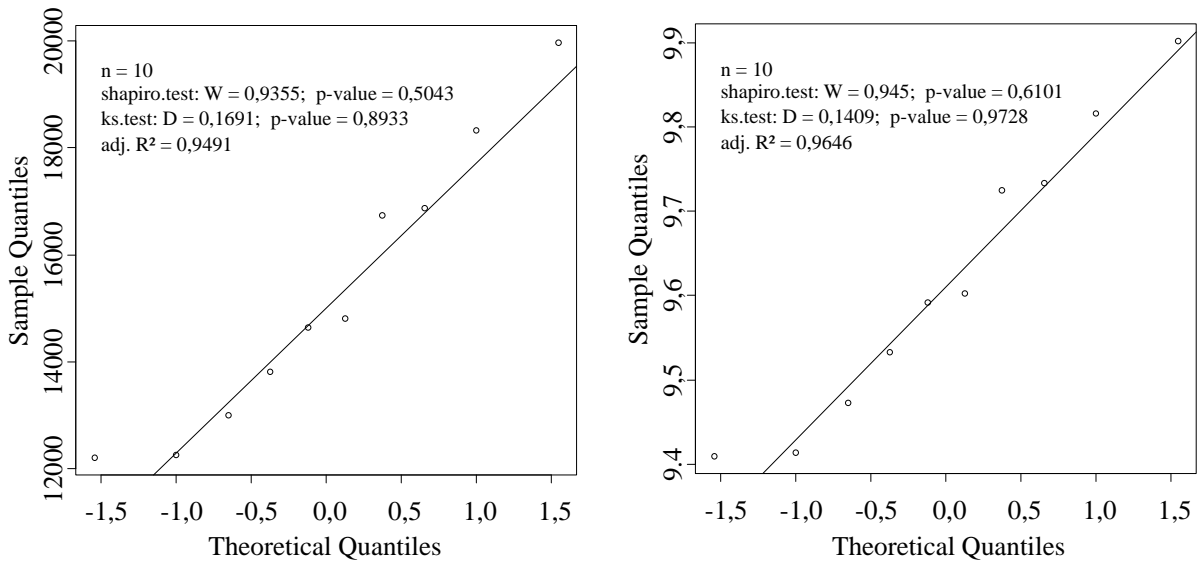 20000
18000
16000
14000
12000
Sample Quantiles
n = 10
shapiro.test: W = 0,9355; p-value = 0,5043
ks.test: D = 0,1691; p-value = 0,8933
adj. R² = 0,9491
-1,5 -1,0 -0,5 0,0 0,5 1,0 1,5
Theoretical Quantiles
9,9
9,8
9,7
9,6
9,5
9,4
Sample Quantiles
n = 10
shapiro.test: W = 0,945; p-value = 0,6101
ks.test: D = 0,1409; p-value = 0,9728
adj. R² = 0,9646
-1,5 -1,0 -0,5 0,0 0,5 1,0 1,5
Theoretical Quantiles